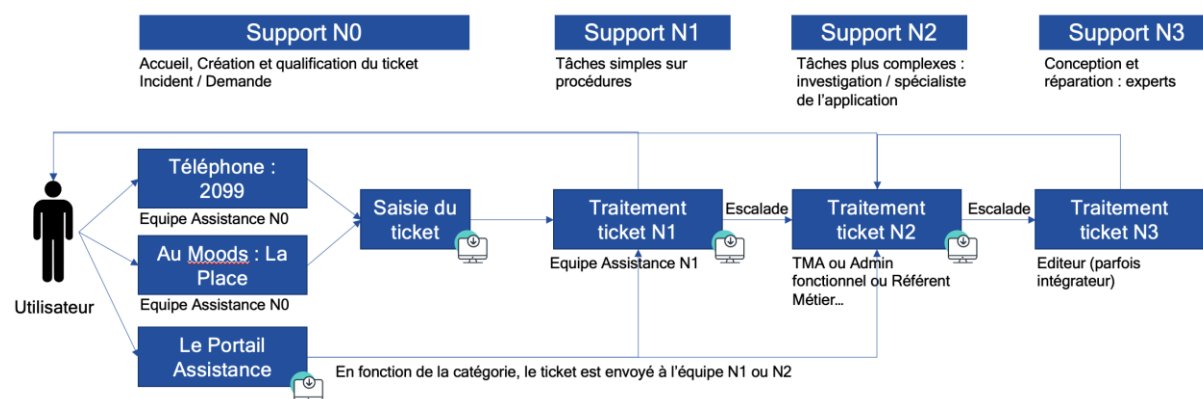 Support N0
Support N1
Support N2
Support N3
Accueil, Création et qualification du ticket
Incident / Demande
Tâches simples sur
procédures
Tâches plus complexes :
investigation / spécialiste
de l'application
Conception et
réparation : experts
Téléphone :
2099
Equipe Assistance N0
Au Moods : La
Place
Equipe Assistance N0
Utilisateur
Le Portail
Assistance
Saisie du
ticket
Traitement
ticket N1
Equipe Assistance N1
Escalade
Traitement
ticket N2
TMA ou Admin
fonctionnel ou Référent
Métier…
Escalade
Traitement
ticket N3
Editeur (parfois
intégrateur)
En fonction de la catégorie, le ticket est envoyé à l'équipe N1 ou N2